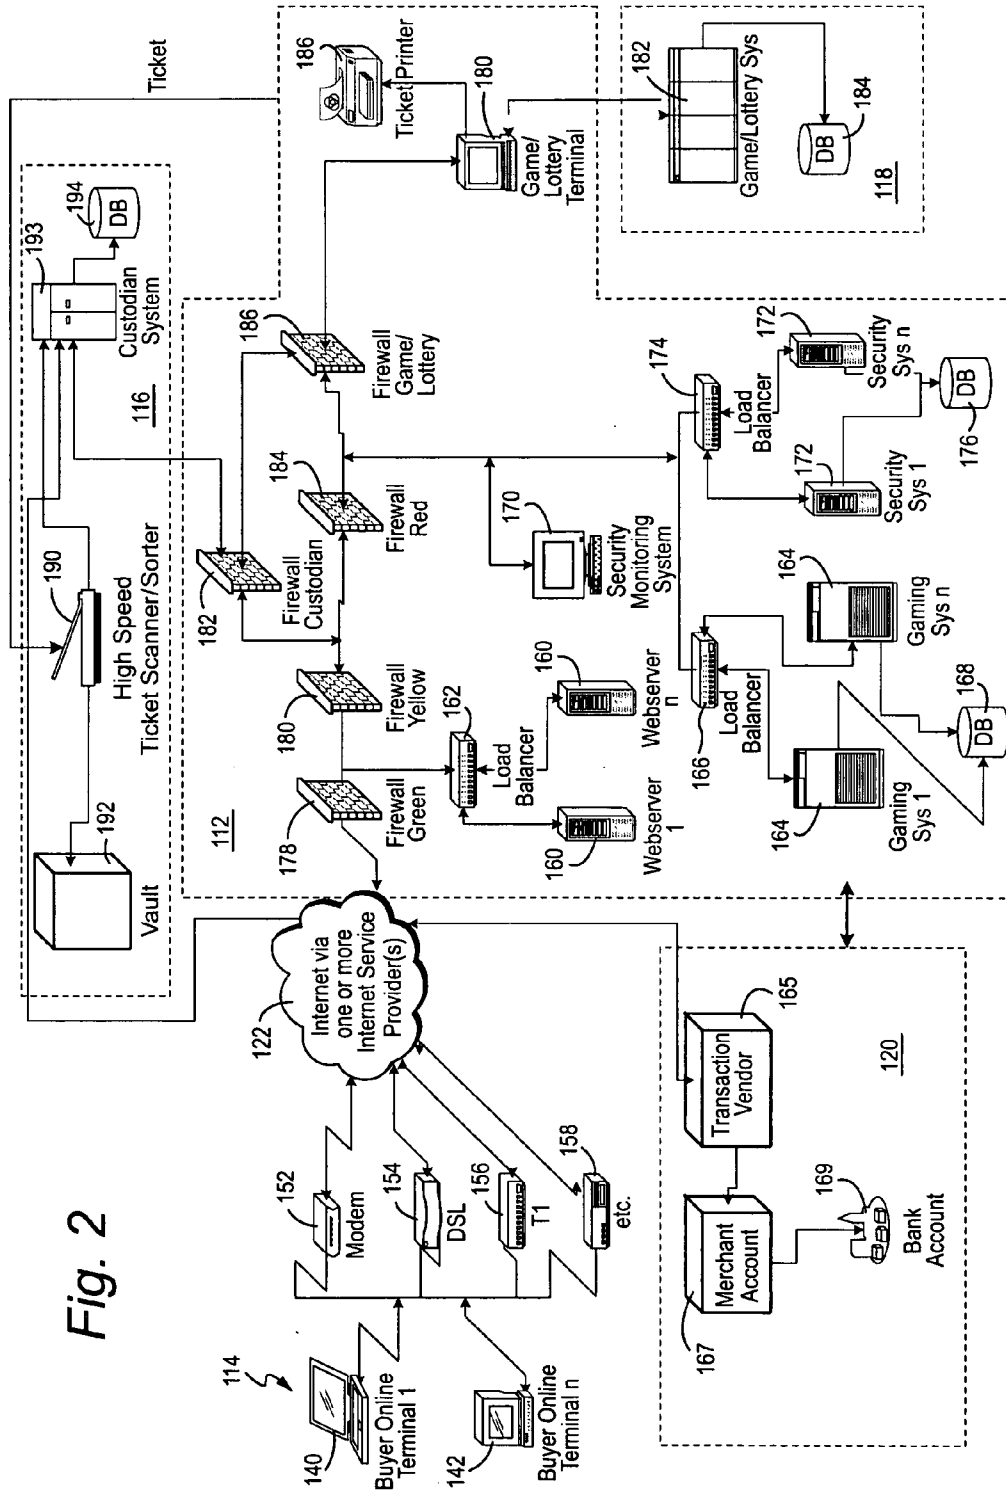 Fig. 2
114
140
Buyer Online
Terminal 1
142
Buyer Online
Terminal n
152
Modem
154
DSL
156
T1
158
etc.
122
Internet via
one or more
Internet Service
Provider(s)
192
Vault
190
High Speed
Ticket Scanner/Sorter
116
193
Custodian
System
194
DB
Ticket
112
178
Firewall
Green
180
Firewall
Yellow
182
Firewall
Custodian
184
Firewall
Red
186
Firewall
Game/
Lottery
186
Ticket Printer
180
Game/
Lottery
Terminal
182
Game/Lottery Sys
DB
184
118
162
Load
Balancer
160
Webserver
1
160
Webserver
n
170
Security
Monitoring
System
174
Load
Balancer
172
Security
Sys 1
172
Security
Sys n
DB
176
166
Load
Balancer
164
Gaming
Sys 1
164
Gaming
Sys n
168
DB
165
Transaction
Vendor
120
167
Merchant
Account
169
Bank
Account